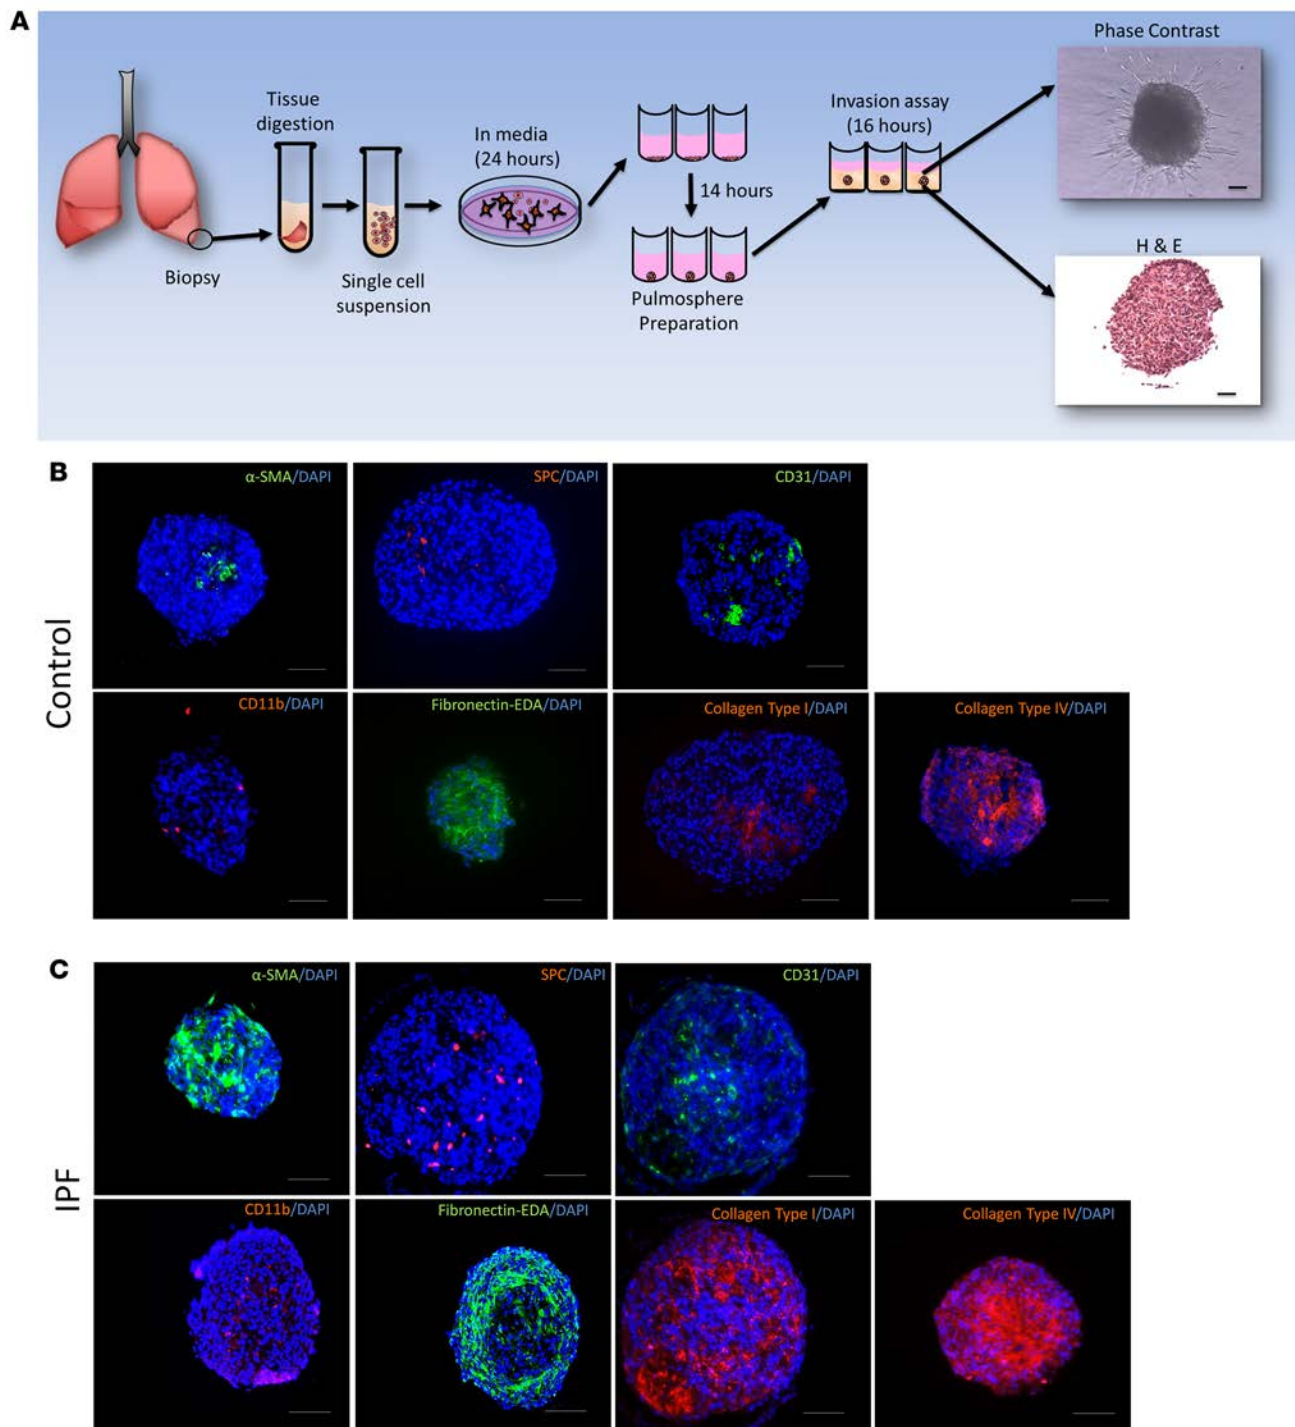 A
Phase Contrast
Tissue
digestion
Invasion assay
(16 hours)
In media
(24 hours)
14 hours
Biopsy
Single cell
suspension
Pulmosphere
Preparation
H & E
B
Control
α-SMA/DAPI
SPC/DAPI
CD31/DAPI
CD11b/DAPI
Fibronectin-EDA/DAPI
Collagen Type I/DAPI
Collagen Type IV/DAPI
C
IPF
α-SMA/DAPI
SPC/DAPI
CD31/DAPI
CD11b/DAPI
Fibronectin-EDA/DAPI
Collagen Type I/DAPI
Collagen Type IV/DAPI